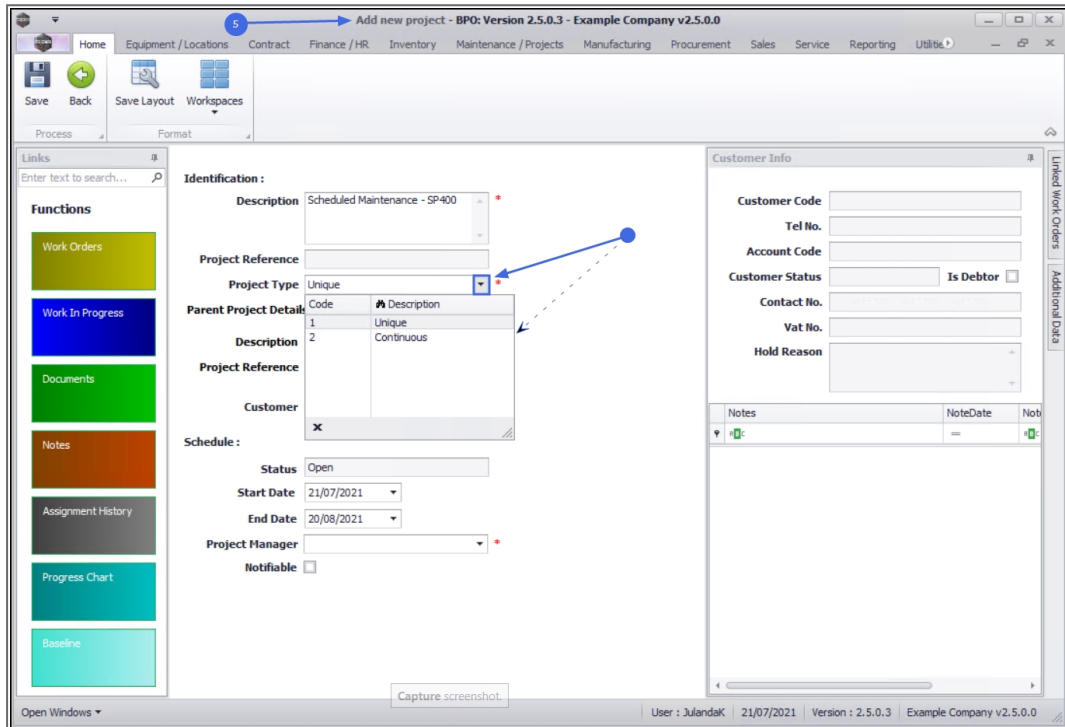 5
Add new project - BPO: Version 2.5.0.3 - Example Company v2.5.0.0
Home Equipment / Locations Contract Finance / HR Inventory Maintenance / Projects Manufacturing Procurement Sales Service Reporting Utilitie
Save Back Save Layout Workspaces
Process Format
Links
Enter text to search...
Functions
Work Orders
Work In Progress
Documents
Notes
Assignment History
Progress Chart
Baseline
Identification :
Description Scheduled Maintenance - SP400 *
Project Reference
Project Type Unique *
Parent Project Details
Code Description
1 Unique
2 Continuous
Description
Project Reference
Customer
Schedule :
Status Open
Start Date 21/07/2021
End Date 20/08/2021
Project Manager *
Notifiable
Customer Info
Customer Code
Tel No.
Account Code
Customer Status Is Debtor
Contact No.
Vat No.
Hold Reason
Notes NoteDate Not
Linked Work Orders
Additional Data
Capture screenshot.
Open Windows
User : JulandaK 21/07/2021 Version : 2.5.0.3 Example Company v2.5.0.0